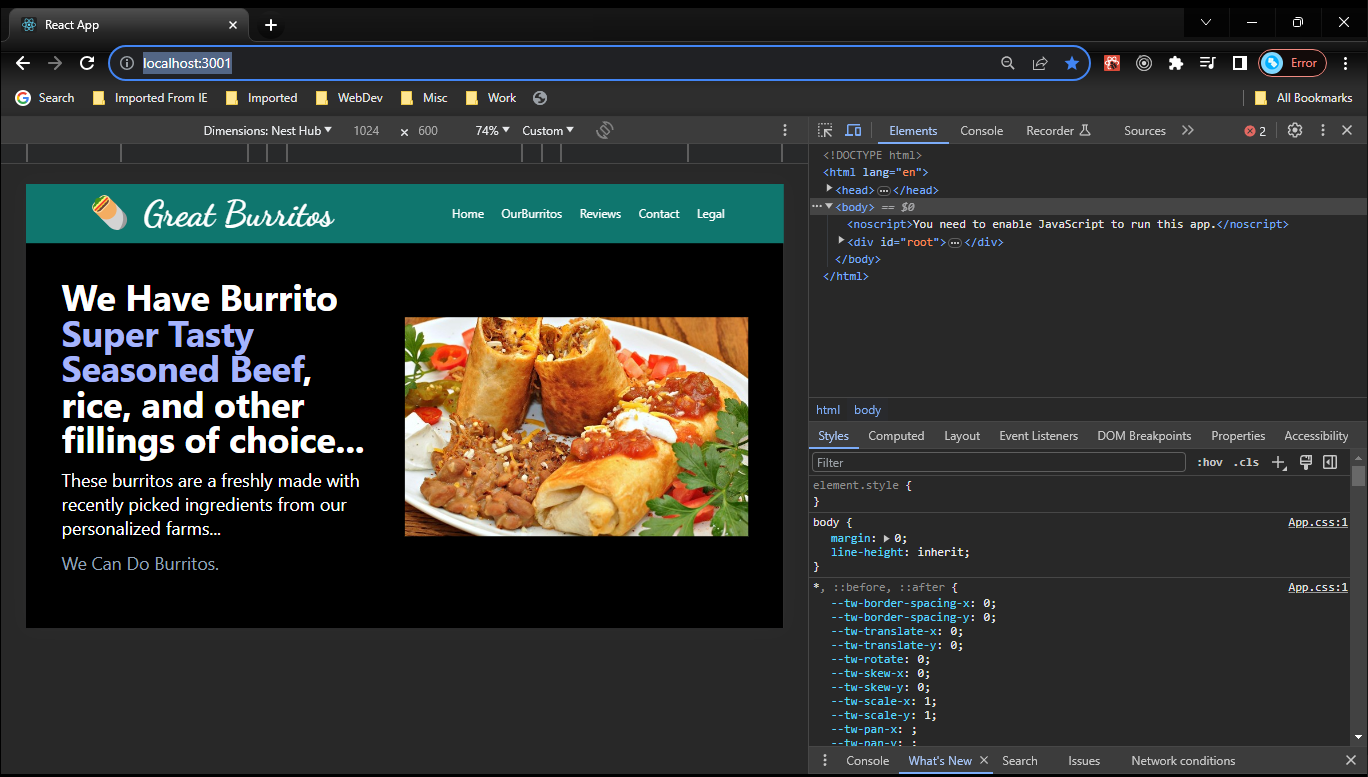 React App
localhost:3001
Error
Search
Imported From IE
Imported
WebDev
Misc
Work
All Bookmarks
Dimensions: Nest Hub
1024
×
600
74%
Custom
Elements
Console
Recorder
Sources
2
Great Burritos
Home
OurBurritos
Reviews
Contact
Legal
We Have Burrito
Super Tasty
Seasoned Beef,
rice, and other
fillings of choice...
These burritos are a freshly made with
recently picked ingredients from our
personalized farms...
We Can Do Burritos.
<!DOCTYPE html>
<html lang="en">
<head>…</head>
<body> == $0
<noscript>You need to enable JavaScript to run this app.</noscript>
<div id="root">…</div>
</body>
</html>
html
body
Styles
Computed
Layout
Event Listeners
DOM Breakpoints
Properties
Accessibility
Filter
:hov
.cls
element.style {
}
body {
App.css:1
margin: 0;
line-height: inherit;
}
*, ::before, ::after {
App.css:1
--tw-border-spacing-x: 0;
--tw-border-spacing-y: 0;
--tw-translate-x: 0;
--tw-translate-y: 0;
--tw-rotate: 0;
--tw-skew-x: 0;
--tw-skew-y: 0;
--tw-scale-x: 1;
--tw-scale-y: 1;
--tw-pan-x: ;
--tw-pan-y: ;
Console
What's New
Search
Issues
Network conditions